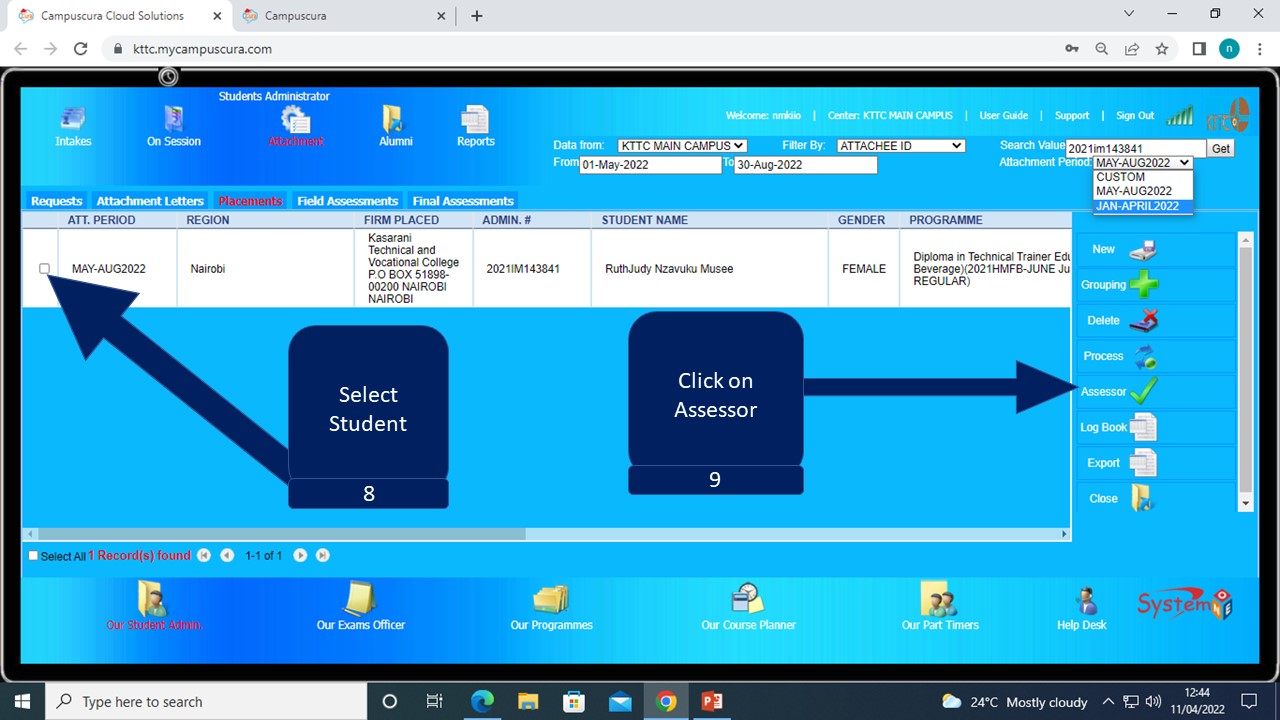 Campuscura Cloud Solutions
Campuscura
kttc.mycampuscura.com
n
Students Administrator
Intakes
On Session
Attachment
Alumni
Reports
Welcome: nmkiio | Center: KTTC MAIN CAMPUS | User Guide | Support | Sign Out
KTTC
Data from: KTTC MAIN CAMPUS Filter By: ATTACHEE ID Search Value 2021im143841 Get
From 01-May-2022 To 30-Aug-2022 Attachment Period: MAY-AUG2022
CUSTOM
MAY-AUG2022
JAN-APRIL2022
Requests Attachment Letters Placements Field Assessments Final Assessments
ATT. PERIOD REGION FIRM PLACED ADMIN. # STUDENT NAME GENDER PROGRAMME
MAY-AUG2022
Nairobi
Kasarani
Technical and
Vocational College
P.O BOX 51898-
00200 NAIROBI
NAIROBI
2021IM143841
RuthJudy Nzavuku Musee
FEMALE
Diploma in Technical Trainer Edu
Beverage)(2021HMFB-JUNE Ju
REGULAR)
New
Grouping
Delete
Process
Assessor
Log Book
Export
Close
Select
Student
8
Click on
Assessor
9
Select All 1 Record(s) found 1-1 of 1
Our Student Admin.
Our Exams Officer
Our Programmes
Our Course Planner
Our Part Timers
Help Desk
System ONE
Type here to search
24°C Mostly cloudy
12:44
11/04/2022